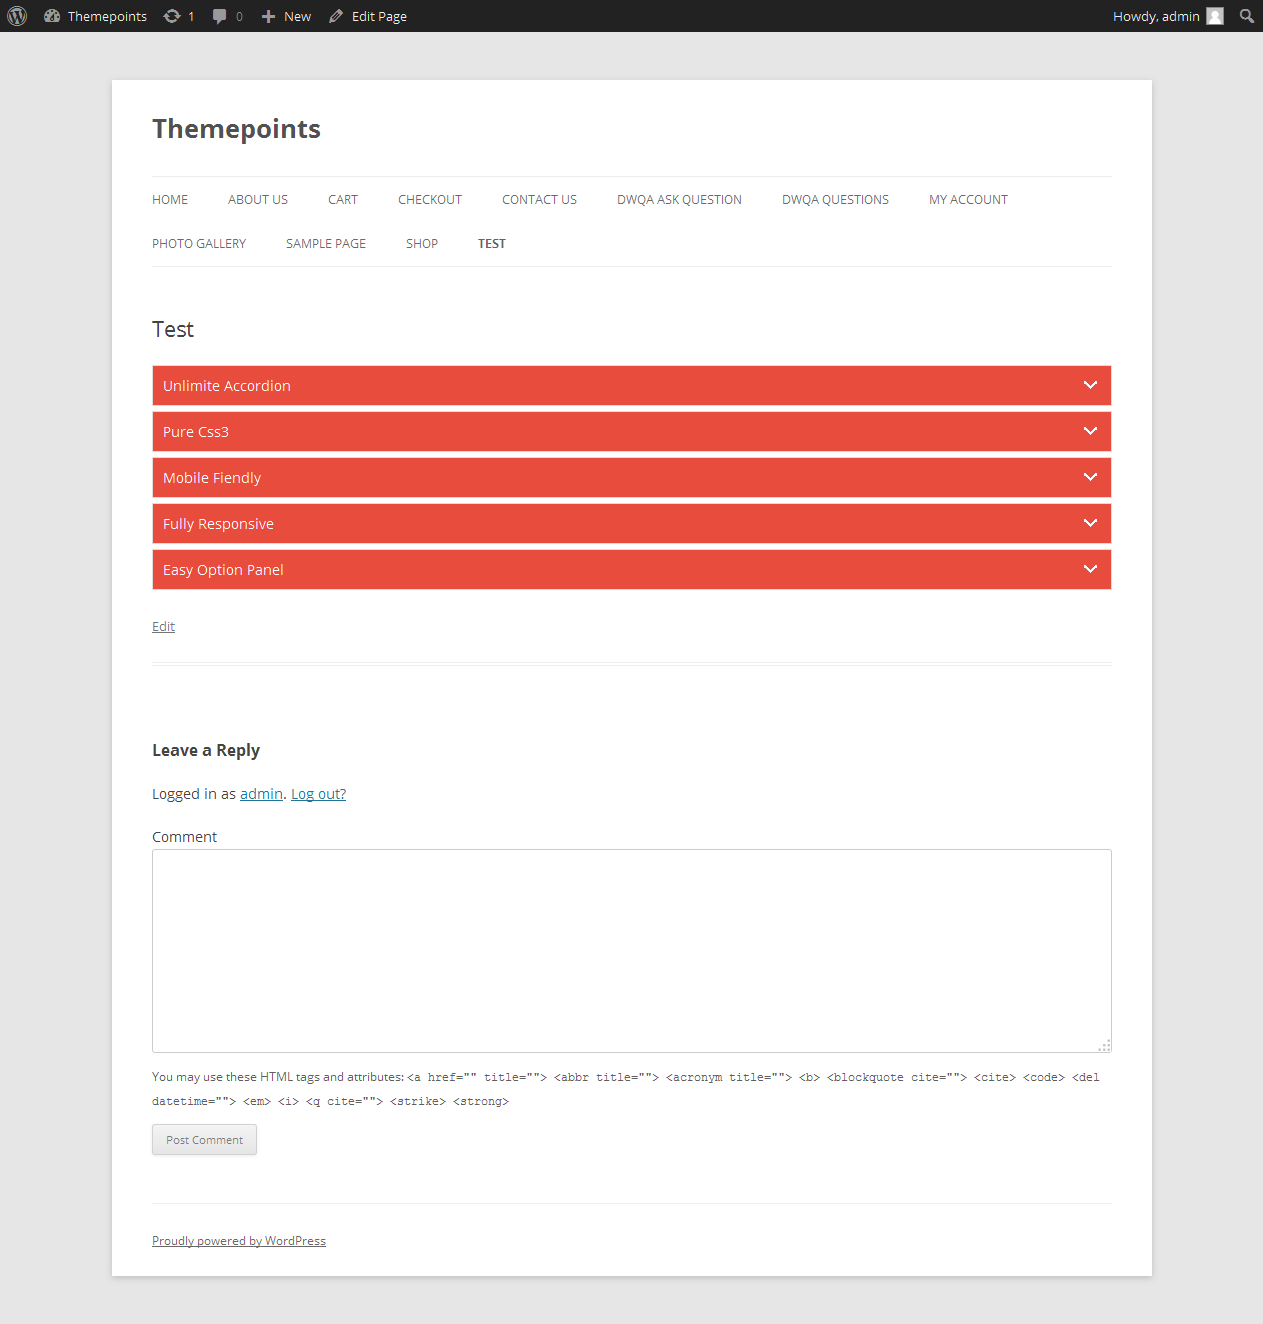 Themepoints 1 0 New Edit Page Howdy, admin
Themepoints
HOME ABOUT US CART CHECKOUT CONTACT US DWQA ASK QUESTION DWQA QUESTIONS MY ACCOUNT
PHOTO GALLERY SAMPLE PAGE SHOP TEST
Test
Unlimite Accordion
Pure Css3
Mobile Fiendly
Fully Responsive
Easy Option Panel
Edit
Leave a Reply
Logged in as admin. Log out?
Comment
You may use these HTML tags and attributes: <a href="" title=""> <abbr title=""> <acronym title=""> <b> <blockquote cite=""> <cite> <code> <del
datetime=""> <em> <i> <q cite=""> <strike> <strong>
Post Comment
Proudly powered by WordPress